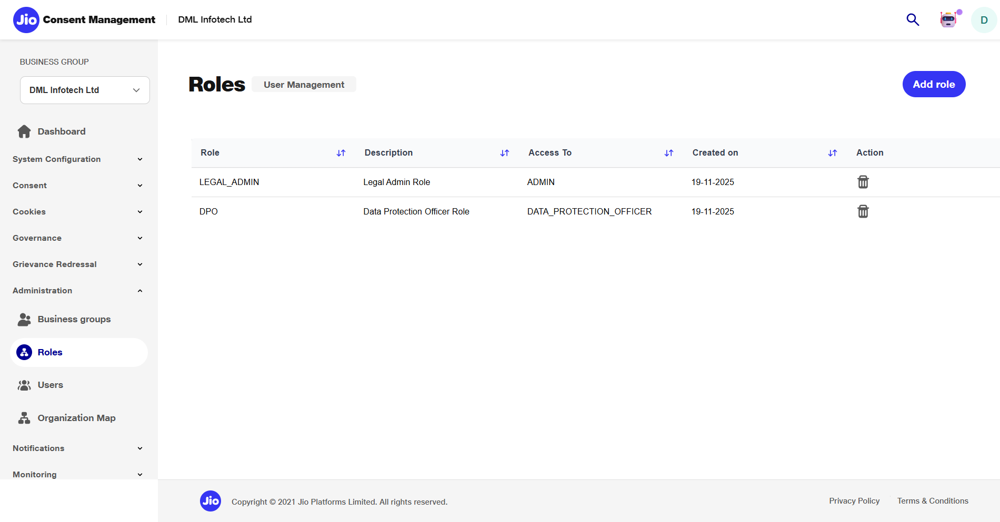 Jio Consent Management DML Infotech Ltd D
BUSINESS GROUP
DML Infotech Ltd
Dashboard
System Configuration
Consent
Cookies
Governance
Grievance Redressal
Administration
Business groups
Roles
Users
Organization Map
Notifications
Monitoring
Roles User Management Add role
Role Description Access To Created on Action
LEGAL_ADMIN Legal Admin Role ADMIN 19-11-2025
DPO Data Protection Officer Role DATA_PROTECTION_OFFICER 19-11-2025
Jio Copyright © 2021 Jio Platforms Limited. All rights reserved. Privacy Policy Terms & Conditions